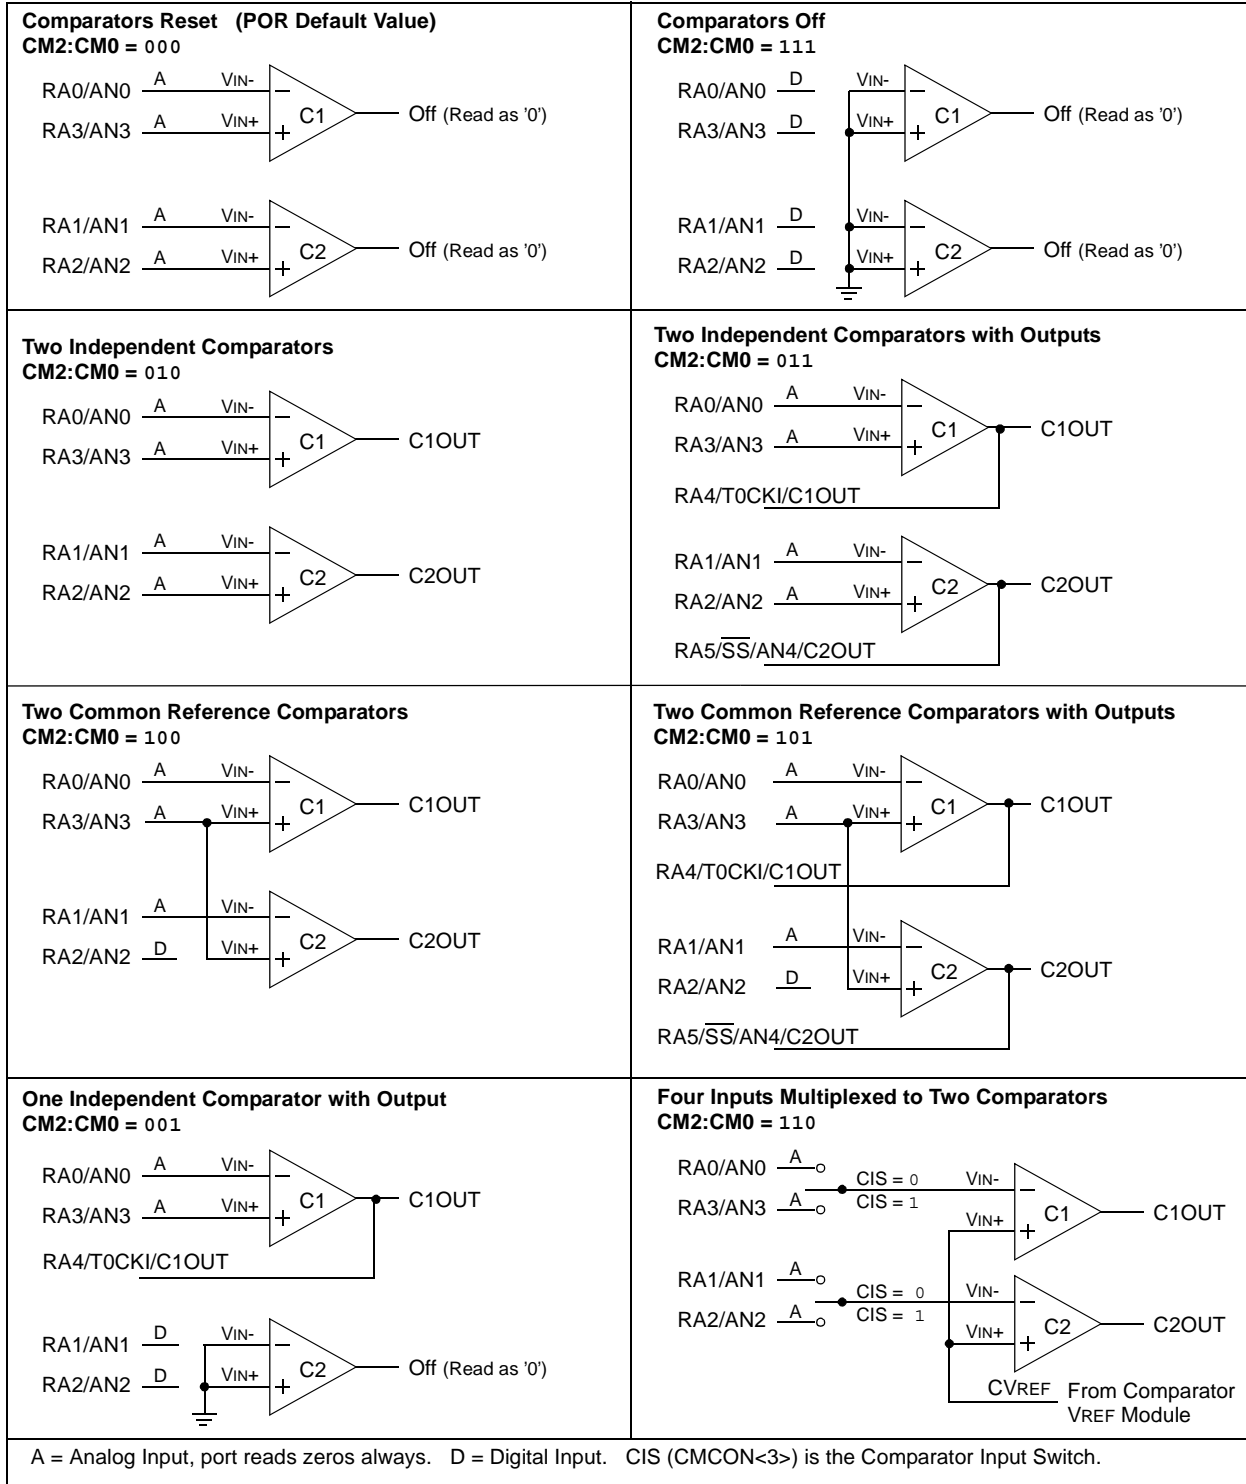 Comparators Reset (POR Default Value)
CM2:CM0 = 000
RA0/AN0 A VIN-
RA3/AN3 A VIN+
C1
Off (Read as '0')
RA1/AN1 A VIN-
RA2/AN2 A VIN+
C2
Off (Read as '0')
Comparators Off
CM2:CM0 = 111
RA0/AN0 D VIN-
RA3/AN3 D VIN+
C1
Off (Read as '0')
RA1/AN1 D VIN-
RA2/AN2 D VIN+
C2
Off (Read as '0')
Two Independent Comparators
CM2:CM0 = 010
RA0/AN0 A VIN-
RA3/AN3 A VIN+
C1
C1OUT
RA1/AN1 A VIN-
RA2/AN2 A VIN+
C2
C2OUT
Two Independent Comparators with Outputs
CM2:CM0 = 011
RA0/AN0 A VIN-
RA3/AN3 A VIN+
C1
C1OUT
RA4/T0CKI/C1OUT
RA1/AN1 A VIN-
RA2/AN2 A VIN+
C2
C2OUT
RA5/S̅S̅/AN4/C2OUT
Two Common Reference Comparators
CM2:CM0 = 100
RA0/AN0 A VIN-
RA3/AN3 A VIN+
C1
C1OUT
RA1/AN1 A VIN-
RA2/AN2 D VIN+
C2
C2OUT
Two Common Reference Comparators with Outputs
CM2:CM0 = 101
RA0/AN0 A VIN-
RA3/AN3 A VIN+
C1
C1OUT
RA4/T0CKI/C1OUT
RA1/AN1 A VIN-
RA2/AN2 D VIN+
C2
C2OUT
RA5/S̅S̅/AN4/C2OUT
One Independent Comparator with Output
CM2:CM0 = 001
RA0/AN0 A VIN-
RA3/AN3 A VIN+
C1
C1OUT
RA4/T0CKI/C1OUT
RA1/AN1 D VIN-
RA2/AN2 D VIN+
C2
Off (Read as '0')
Four Inputs Multiplexed to Two Comparators
CM2:CM0 = 110
RA0/AN0 A
CIS = 0 VIN-
RA3/AN3 A CIS = 1
VIN+
C1
C1OUT
RA1/AN1 A
CIS = 0 VIN-
RA2/AN2 A CIS = 1
VIN+
C2
C2OUT
CVREF From Comparator
VREF Module
A = Analog Input, port reads zeros always. D = Digital Input. CIS (CMCON<3>) is the Comparator Input Switch.